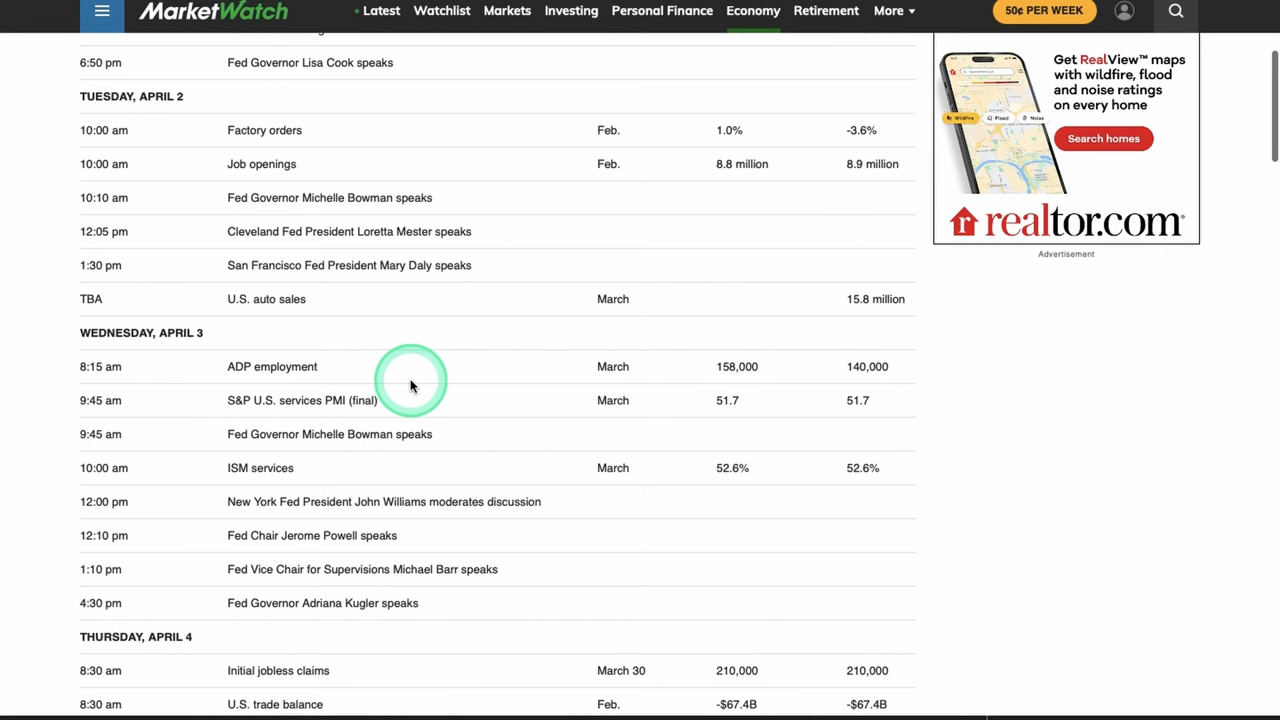 MarketWatch
Latest Watchlist Markets Investing Personal Finance Economy Retirement More 50¢ PER WEEK
6:50 pm Fed Governor Lisa Cook speaks
TUESDAY, APRIL 2
10:00 am Factory orders Feb. 1.0% -3.6%
10:00 am Job openings Feb. 8.8 million 8.9 million
10:10 am Fed Governor Michelle Bowman speaks
12:05 pm Cleveland Fed President Loretta Mester speaks
1:30 pm San Francisco Fed President Mary Daly speaks
TBA U.S. auto sales March 15.8 million
WEDNESDAY, APRIL 3
8:15 am ADP employment March 158,000 140,000
9:45 am S&P U.S. services PMI (final) March 51.7 51.7
9:45 am Fed Governor Michelle Bowman speaks
10:00 am ISM services March 52.6% 52.6%
12:00 pm New York Fed President John Williams moderates discussion
12:10 pm Fed Chair Jerome Powell speaks
1:10 pm Fed Vice Chair for Supervisions Michael Barr speaks
4:30 pm Fed Governor Adriana Kugler speaks
THURSDAY, APRIL 4
8:30 am Initial jobless claims March 30 210,000 210,000
8:30 am U.S. trade balance Feb. -$67.4B -$67.4B
Get RealView™ maps
with wildfire, flood
and noise ratings
on every home
Search homes
Wildfire Flood Noise
realtor.com®
Advertisement